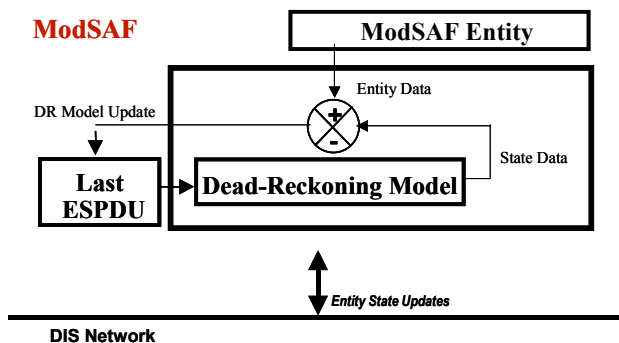 ModSAF
ModSAF Entity
Entity Data
DR Model Update
+
-
State Data
Last
ESPDU
Dead-Reckoning Model
Entity State Updates
DIS Network